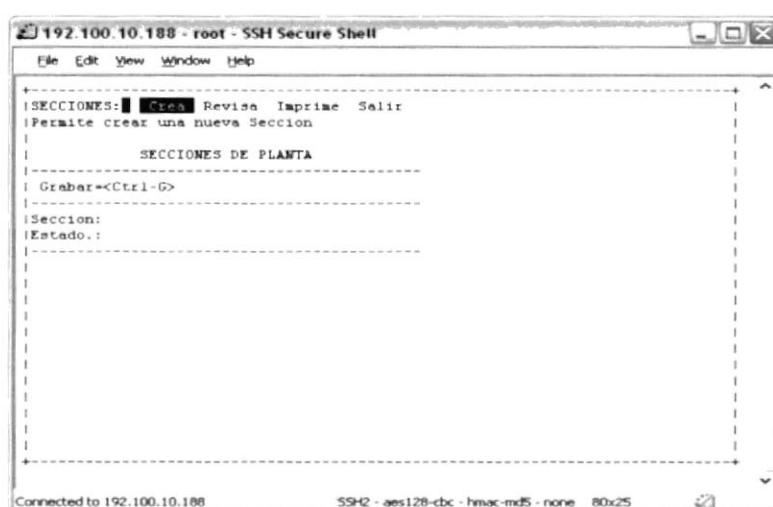 192.100.10.188 - root - SSH Secure Shell
File Edit View Window Help
SECCIONES: Crea Revisa Imprime Salir
Permite crear una nueva Seccion
SECCIONES DE PLANTA
Grabar=<Ctrl-G>
Seccion:
Estado.:
Connected to 192.100.10.188 SSH2 - aes128-cbc - hmac-md5 - none 80x25